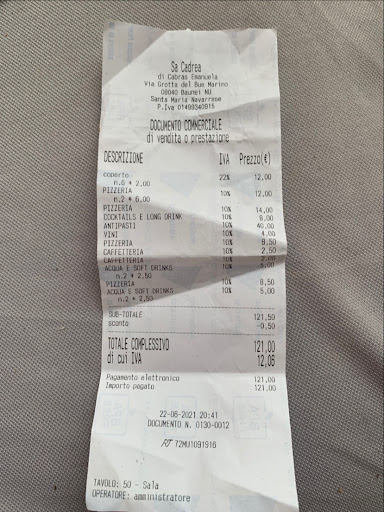 Sa Cadrea
di Cabras Emanuela
Via Grotta del Bue Marino
08040 Baunei NU
Santa Maria Navarrese
P.Iva 01499340915
DOCUMENTO COMMERCIALE
di vendita o prestazione
DESCRIZIONE IVA Prezzo(€)
coperto 22% 12,00
n.6 * 2,00
PIZZERIA 10% 12,00
n.2 * 6,00
PIZZERIA 10% 14,00
COCKTAILS E LONG DRINK 10% 8,00
ANTIPASTI 10% 40,00
VINI 10% 4,00
PIZZERIA 10% 8,50
CAFFETTERIA 10% 2,50
CAFFETTERIA 10% 2,00
ACQUA E SOFT DRINKS 10% 5,00
n.2 * 2,50
PIZZERIA 10% 8,50
ACQUA E SOFT DRINKS 10% 5,00
n.2 * 2,50
SUB-TOTALE 121,50
sconto -0,50
TOTALE COMPLESSIVO 121,00
di cui IVA 12,06
Pagamento elettronico 121,00
Importo pagato 121,00
22-06-2021 20:41
DOCUMENTO N. 0130-0012
RT 72MU1091916
TAVOLO: 50 - Sala
OPERATORE: amministratore